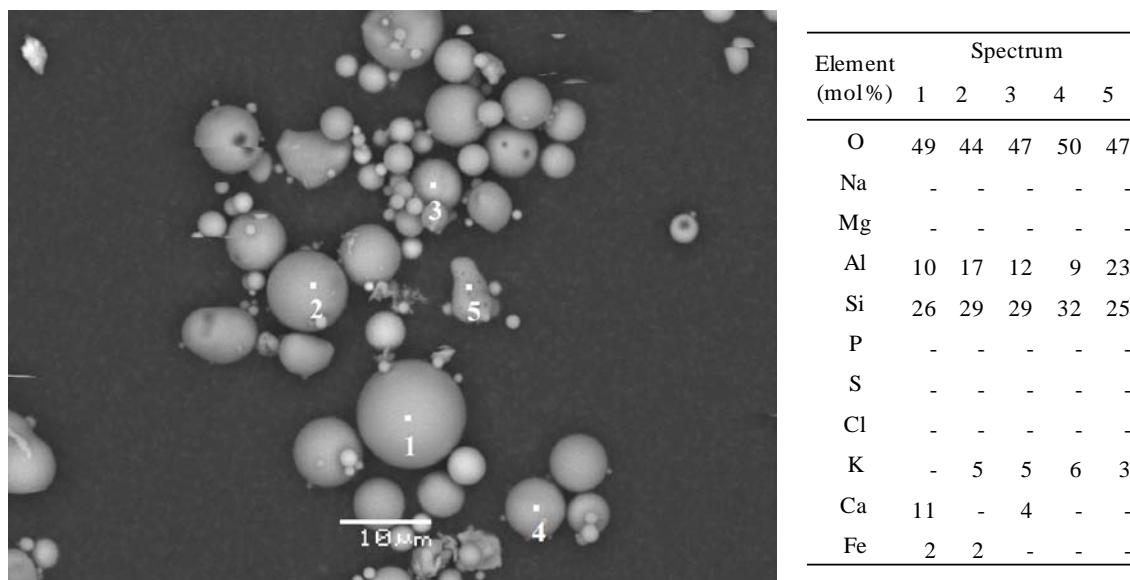 3
2
5
1
4
10μm
Spectrum
Element
(mol%) 1 2 3 4 5
O 49 44 47 50 47
Na - - - - -
Mg - - - - -
Al 10 17 12 9 23
Si 26 29 29 32 25
P - - - - -
S - - - - -
Cl - - - - -
K - 5 5 6 3
Ca 11 - 4 - -
Fe 2 2 - - -